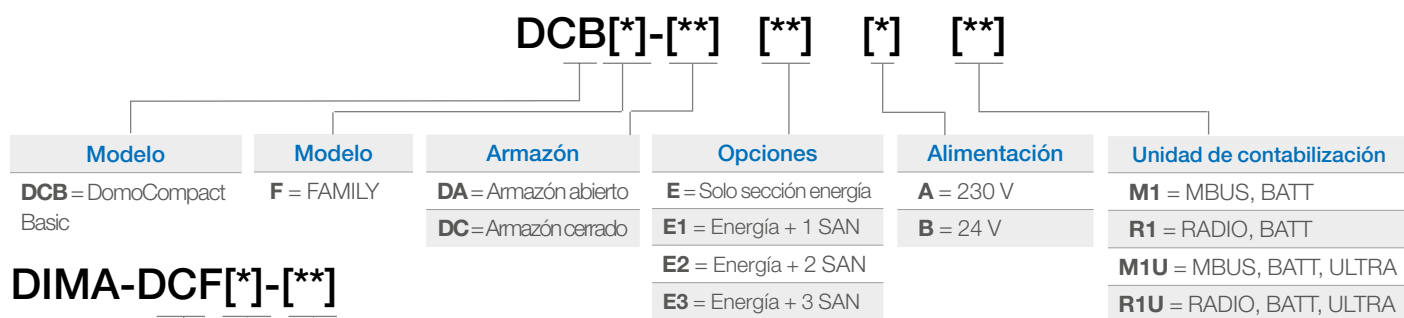 DCB[*]-[**] [**] [*] [**]
Modelo
DCB = DomoCompact
Basic
Modelo
F = FAMILY
Armazón
DA = Armazón abierto
DC = Armazón cerrado
Opciones
E = Solo sección energía
E1 = Energía + 1 SAN
E2 = Energía + 2 SAN
E3 = Energía + 3 SAN
Alimentación
A = 230 V
B = 24 V
Unidad de contabilización
M1 = MBUS, BATT
R1 = RADIO, BATT
M1U = MBUS, BATT, ULTRA
R1U = RADIO, BATT, ULTRA
DIMA-DCF[*]-[**]